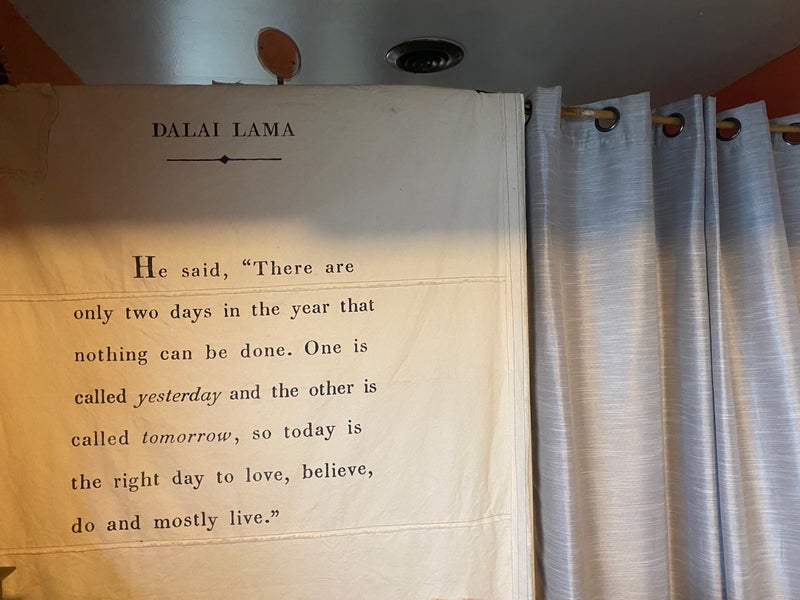 DALAI LAMA
He said, “There are
only two days in the year that
nothing can be done. One is
called yesterday and the other is
called tomorrow, so today is
the right day to love, believe,
do and mostly live.”